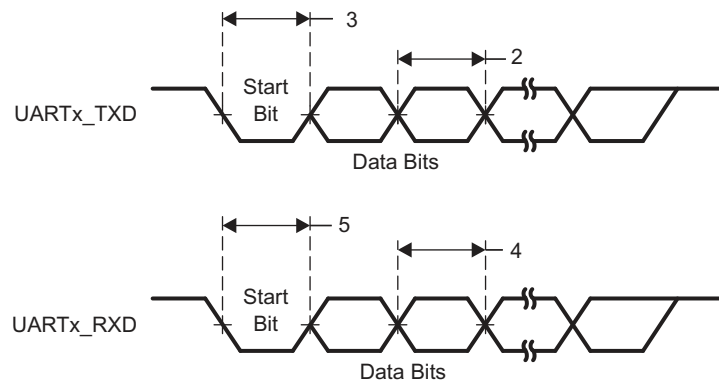 3
2
Start
Bit
UARTx_TXD
Data Bits
5
4
Start
Bit
UARTx_RXD
Data Bits